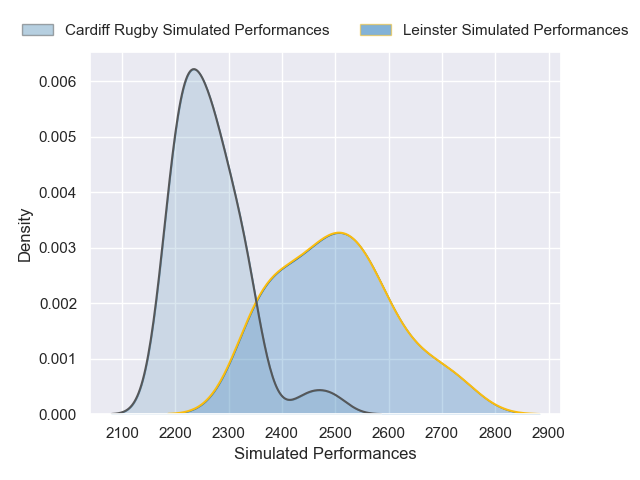 Cardiff Rugby Simulated Performances
Leinster Simulated Performances
0.006
0.005
0.004
0.003
0.002
0.001
0.000
Density
2100 2200 2300 2400 2500 2600 2700 2800 2900
Simulated Performances